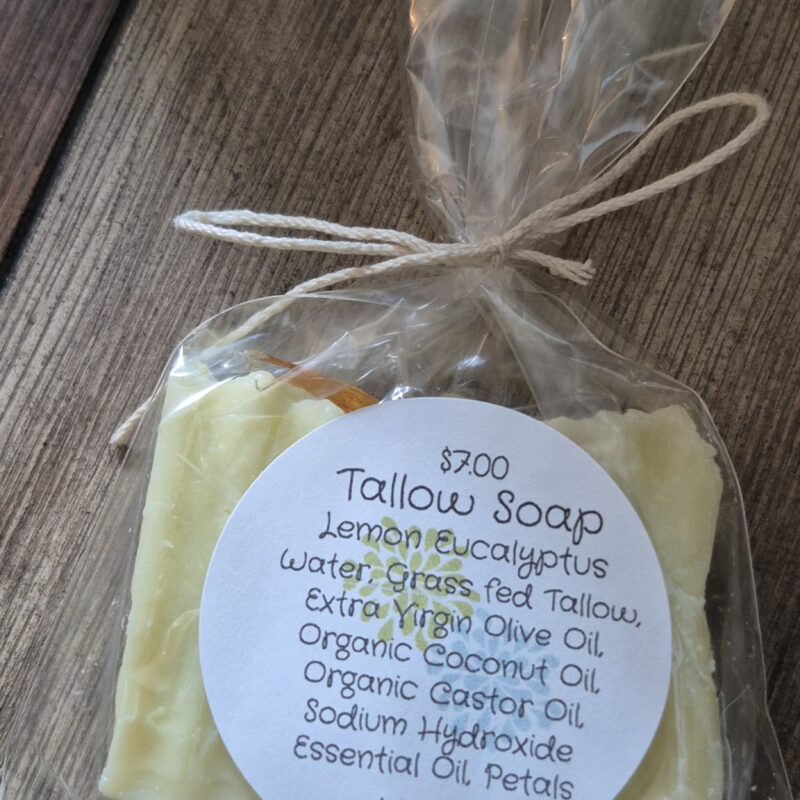 $7.00
Tallow Soap
Lemon Eucalyptus
Water, Grass fed Tallow,
Extra Virgin Olive Oil,
Organic Coconut Oil,
Organic Castor Oil,
Sodium Hydroxide
Essential Oil, Petals